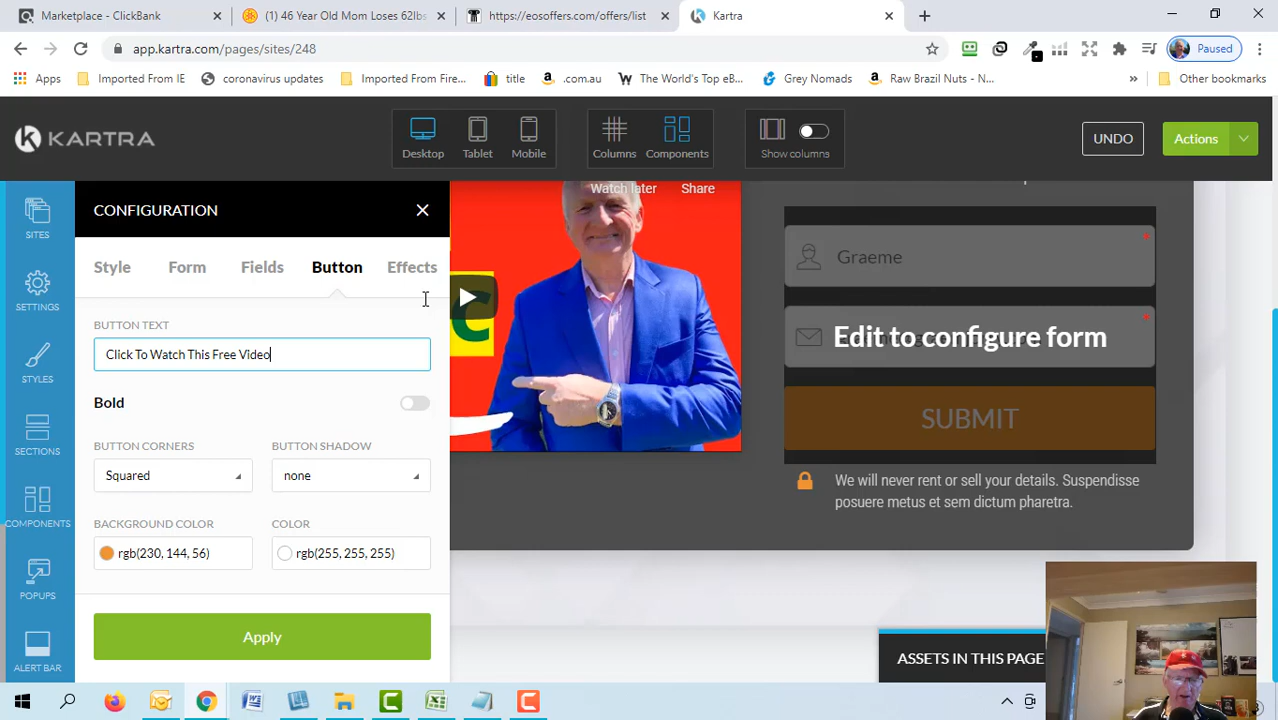 Marketplace - ClickBank
(1) 46 Year Old Mom Loses 62lbs
https://eosoffers.com/offers/list
Kartra
app.kartra.com/pages/sites/248
Paused
Apps
Imported From IE
coronavirus updates
Imported From Fire...
title
.com.au
The World's Top eB...
Grey Nomads
Raw Brazil Nuts - N...
Other bookmarks
KARTRA
Desktop
Tablet
Mobile
Columns
Components
Show columns
UNDO
Actions
SITES
SETTINGS
STYLES
SECTIONS
COMPONENTS
POPUPS
ALERT BAR
CONFIGURATION
Style
Form
Fields
Button
Effects
BUTTON TEXT
Click To Watch This Free Video
Bold
BUTTON CORNERS
BUTTON SHADOW
Squared
none
BACKGROUND COLOR
COLOR
rgb(230, 144, 56)
rgb(255, 255, 255)
Apply
Watch later
Share
C
Graeme
Edit to configure form
SUBMIT
We will never rent or sell your details. Suspendisse
posuere metus et sem dictum pharetra.
ASSETS IN THIS PAGE